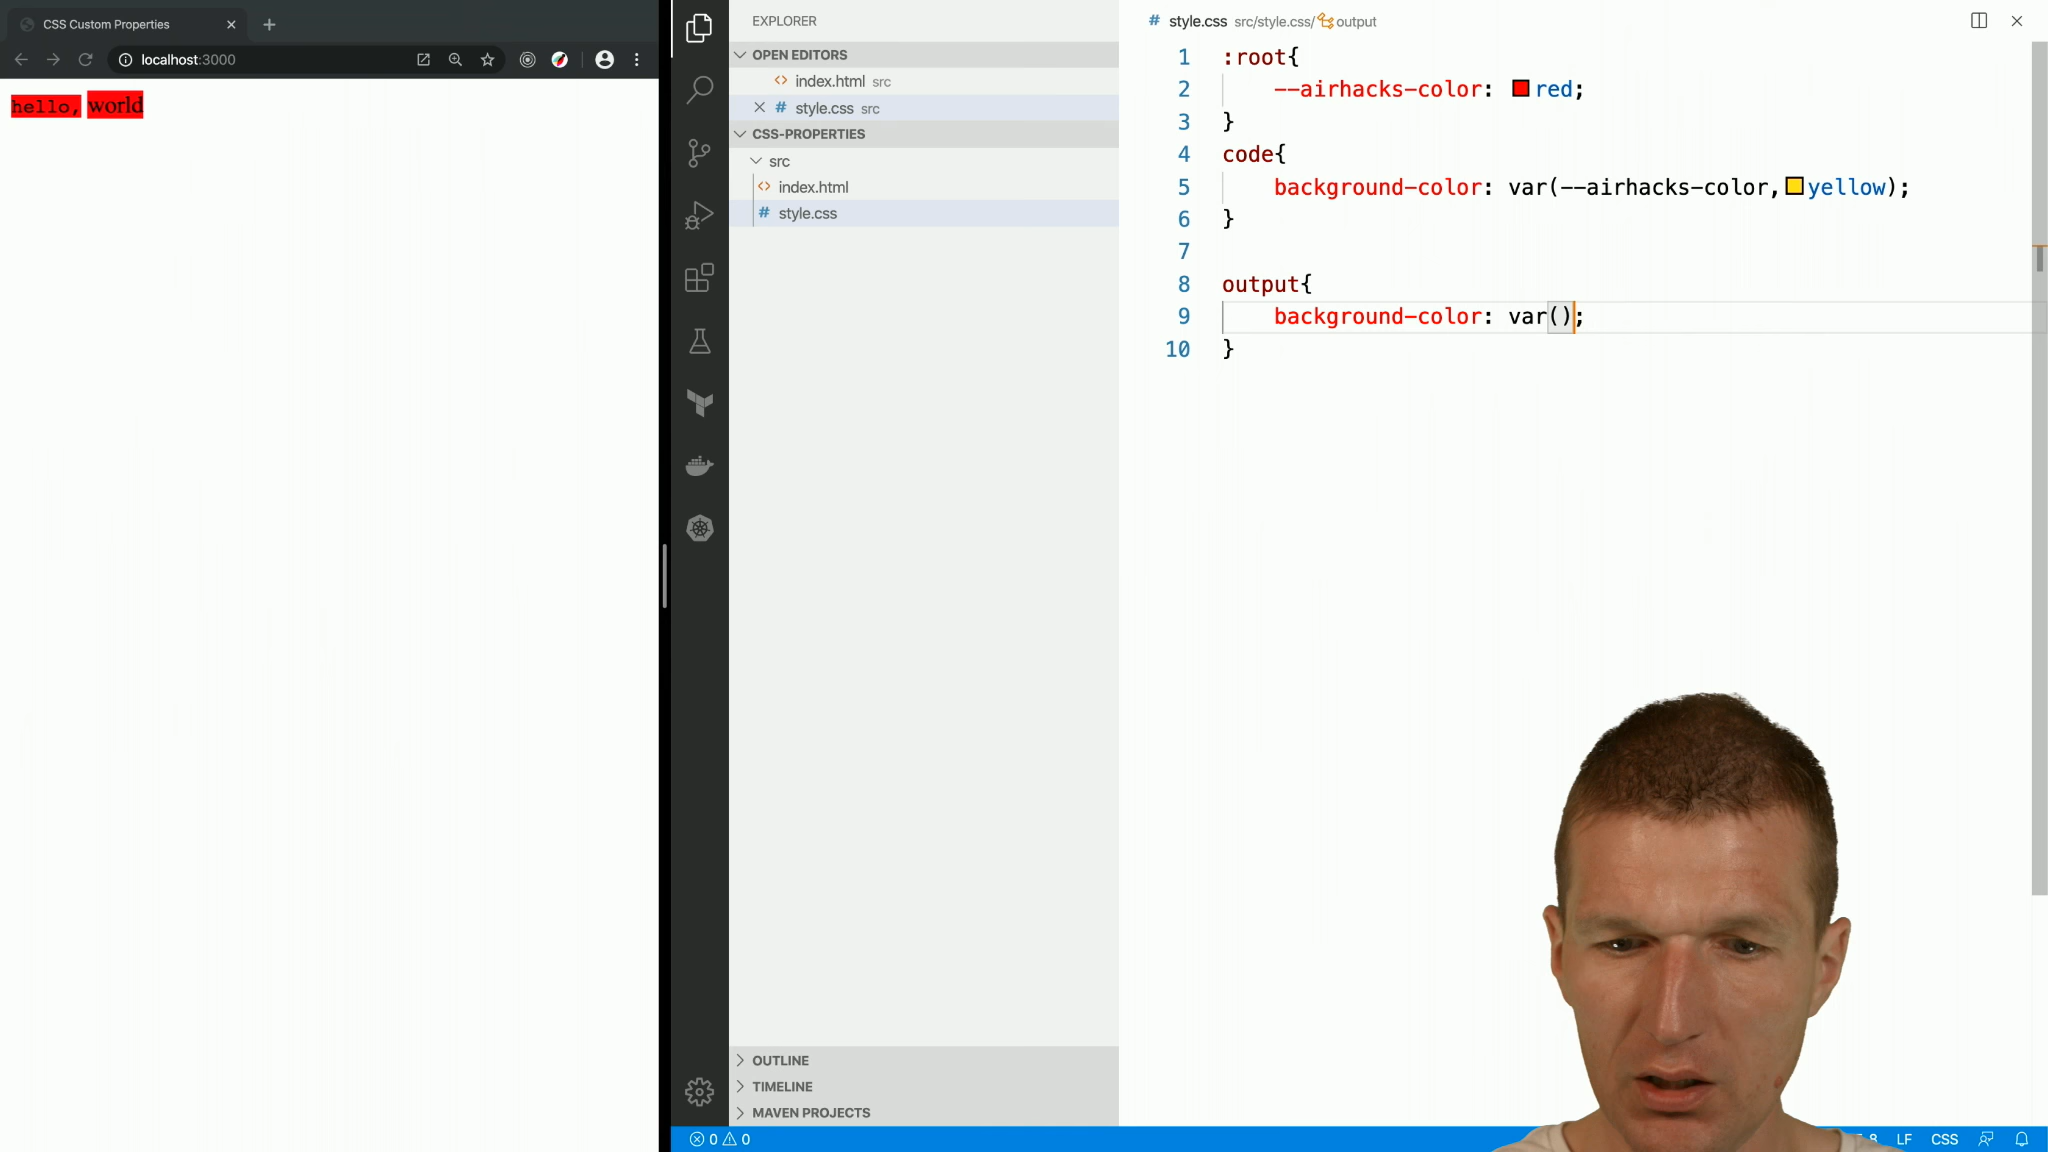 CSS Custom Properties
localhost:3000
hello, world
EXPLORER
OPEN EDITORS
index.html src
style.css src
CSS-PROPERTIES
src
index.html
style.css
OUTLINE
TIMELINE
MAVEN PROJECTS
0 0
style.css src/style.css/ output
1 :root{
2 --airhacks-color: red;
3 }
4 code{
5 background-color: var(--airhacks-color,yellow);
6 }
7
8 output{
9 background-color: var();
10 }
8 LF CSS